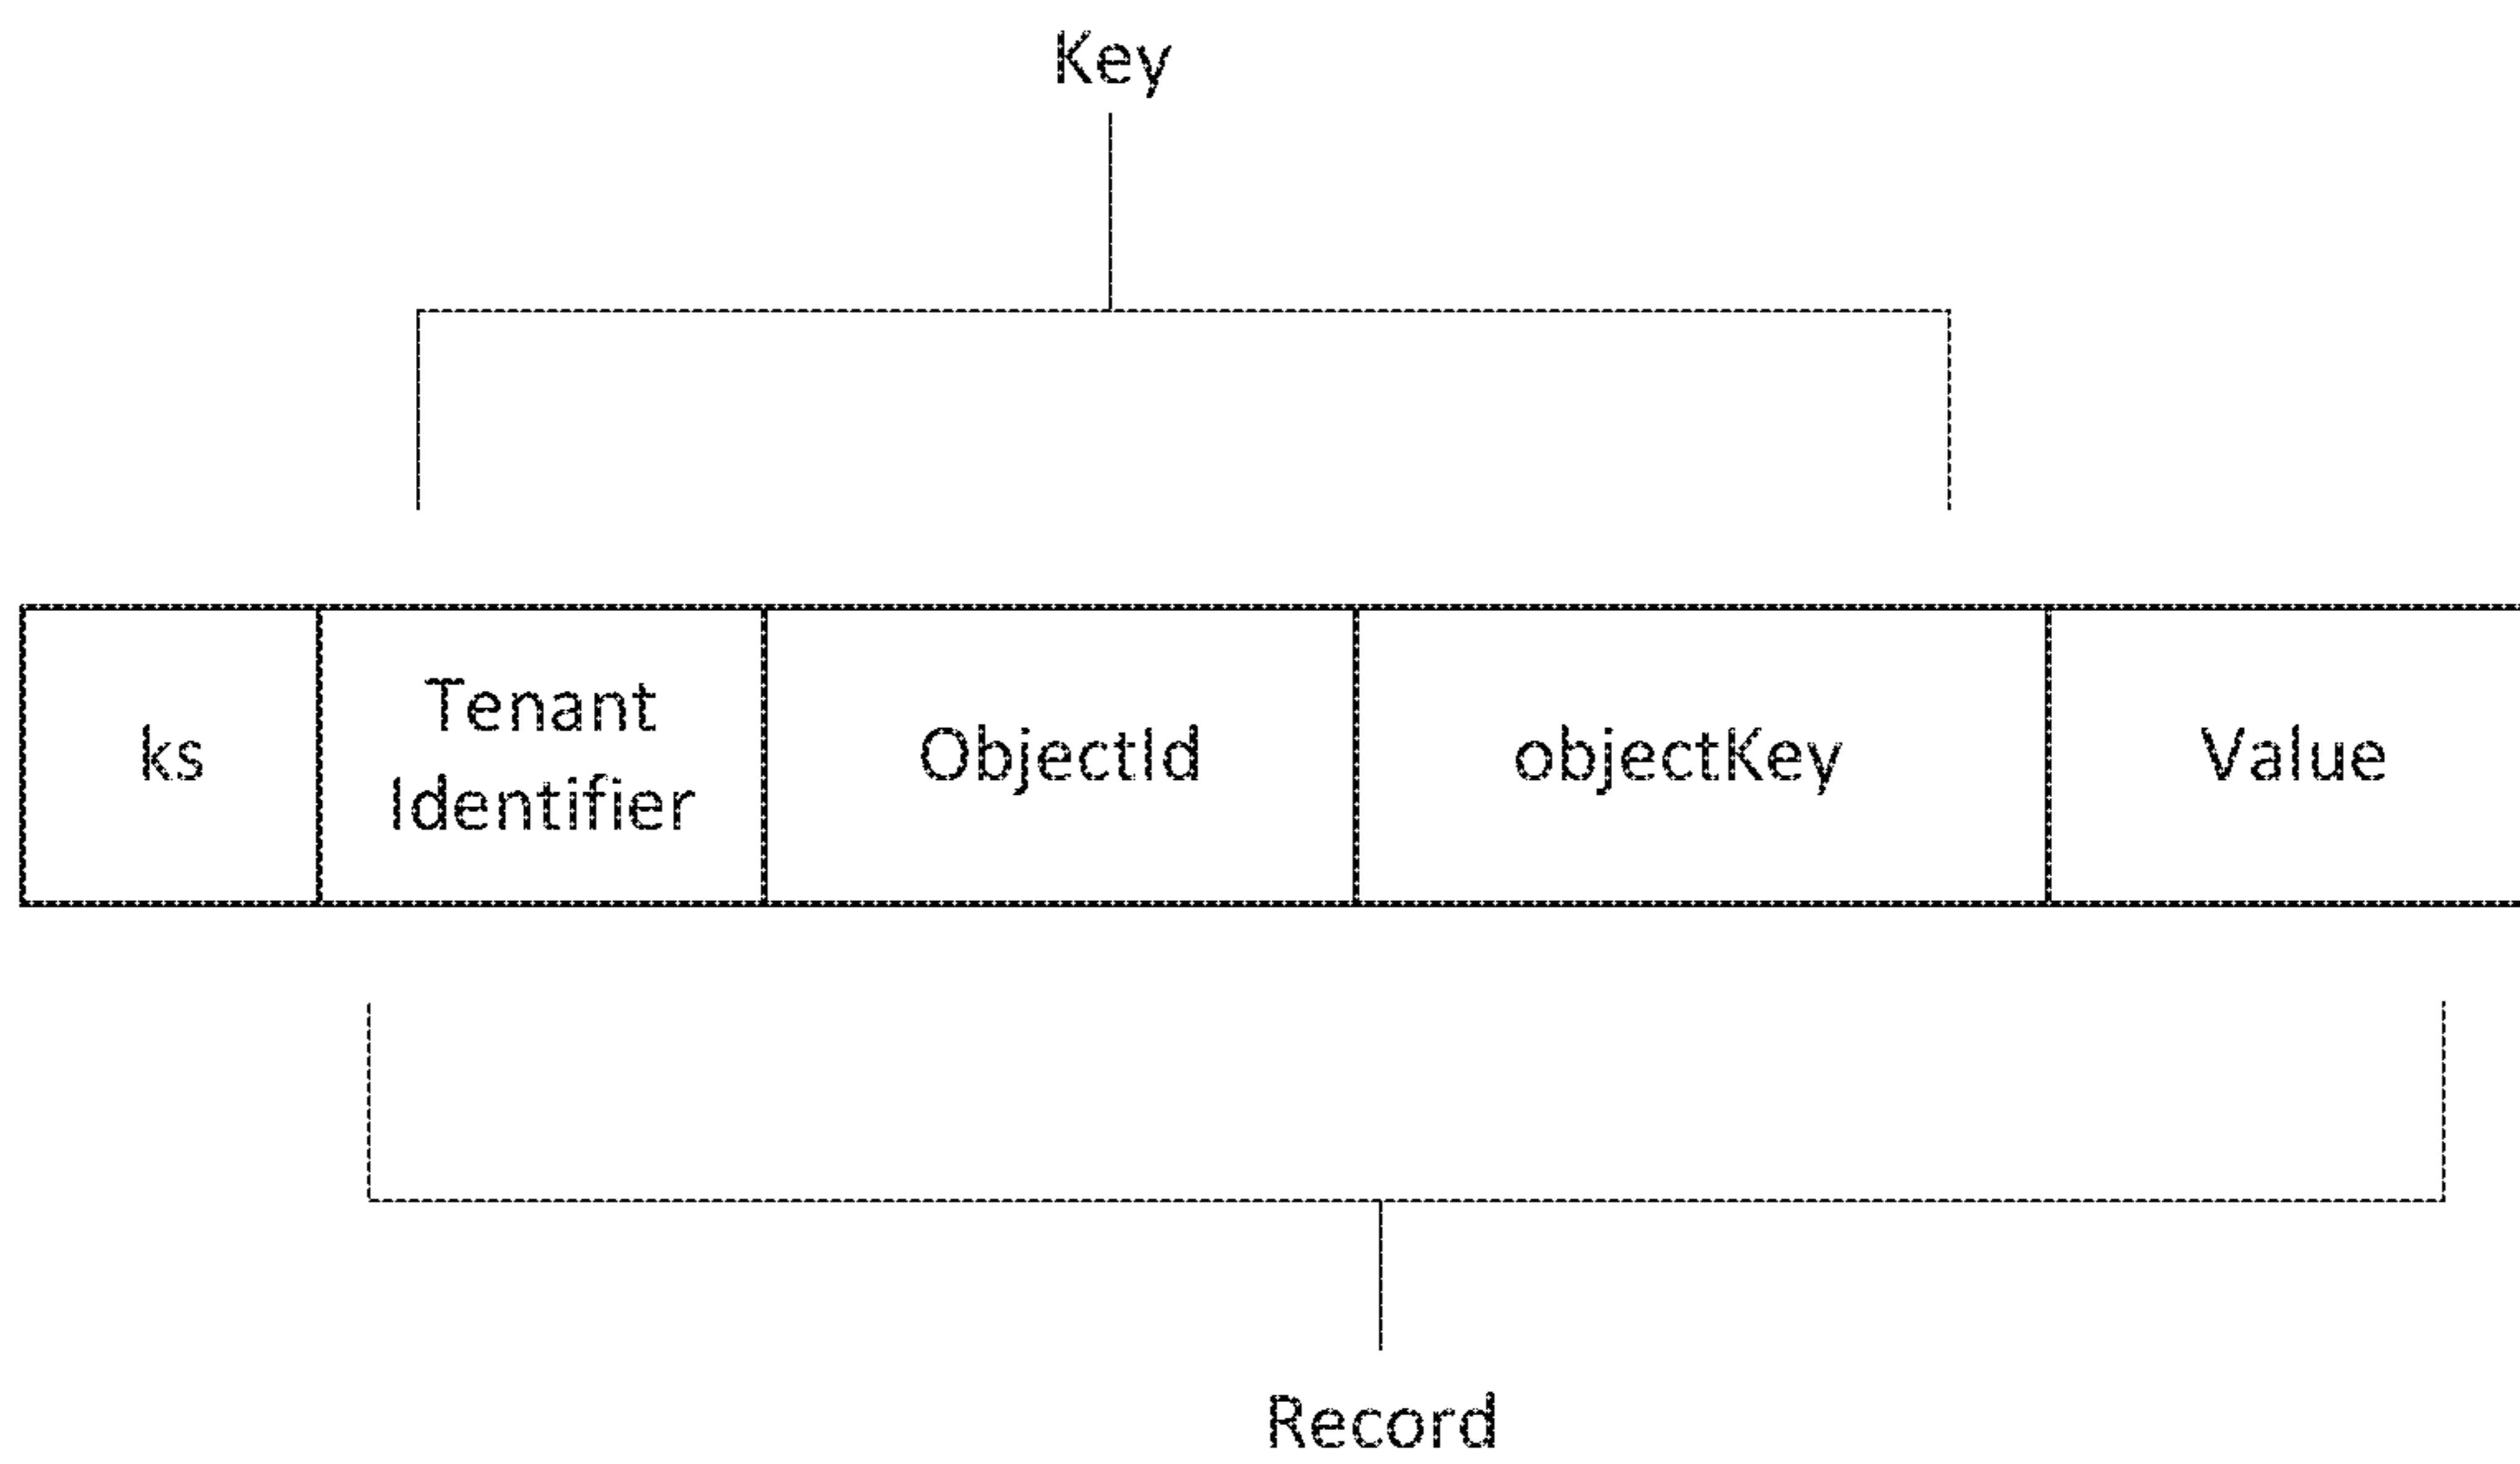 Key
ks
Tenant
Identifier
ObjectId
objectKey
Value
Record